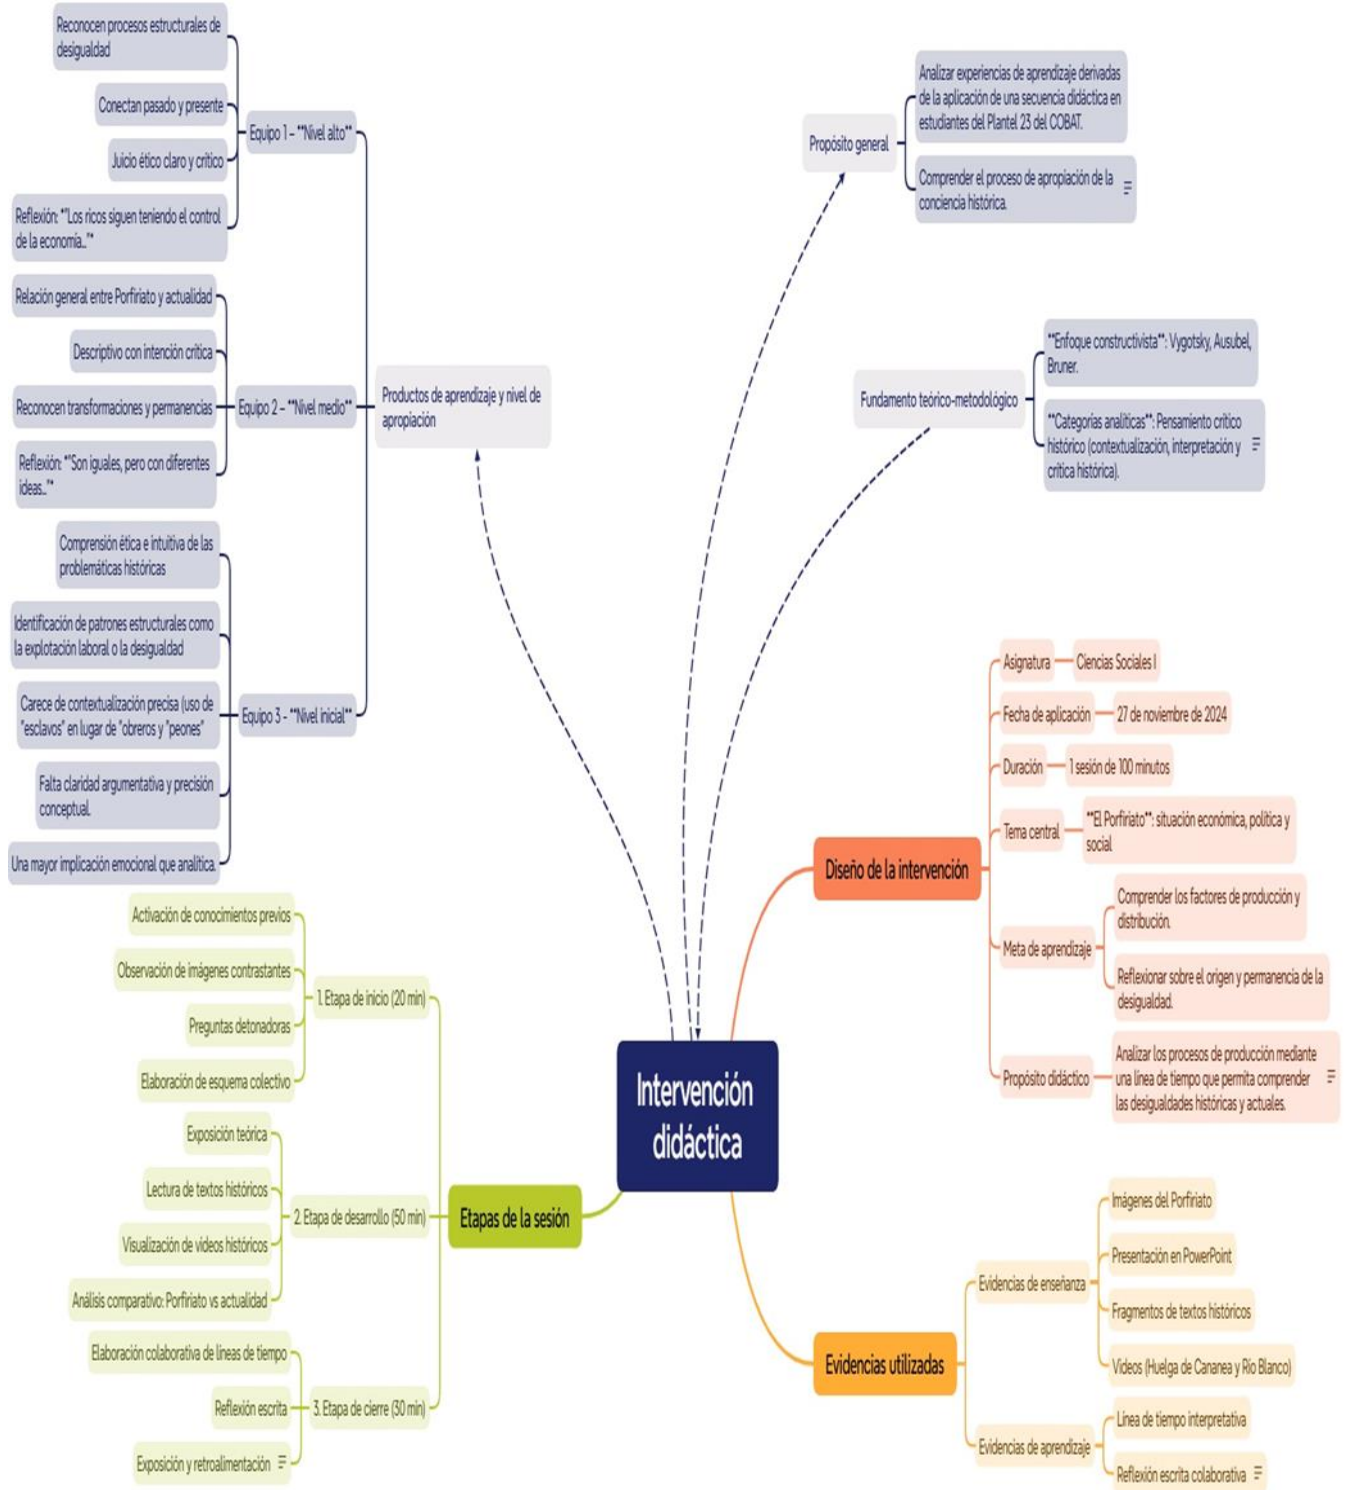 Reconocen procesos estructurales de
desigualdad
Conectan pasado y presente
Juicio ético claro y crítico
Reflexión: *"Los ricos siguen teniendo el control
de la economía..."*
Equipo 1 – **Nivel alto**
Relación general entre Porfiriato y actualidad
Descriptivo con intención crítica
Reconocen transformaciones y permanencias
Reflexión: *"Son iguales, pero con diferentes
ideas..."*
Equipo 2 – **Nivel medio**
Comprensión ética e intuitiva de las
problemáticas históricas
Identificación de patrones estructurales como
la explotación laboral o la desigualdad
Carece de contextualización precisa (uso de
"esclavos" en lugar de "obreros y "peones"
Falta claridad argumentativa y precisión
conceptual.
Una mayor implicación emocional que analítica.
Equipo 3 - **Nivel inicial**
Productos de aprendizaje y nivel de
apropiación
Propósito general
Analizar experiencias de aprendizaje derivadas
de la aplicación de una secuencia didáctica en
estudiantes del Plantel 23 del COBAT.
Comprender el proceso de apropiación de la
conciencia histórica.
Fundamento teórico-metodológico
**Enfoque constructivista**: Vygotsky, Ausubel,
Bruner.
**Categorías analíticas**: Pensamiento crítico
histórico (contextualización, interpretación y
crítica histórica).
Intervención
didáctica
Diseño de la intervención
Asignatura
Ciencias Sociales I
Fecha de aplicación
27 de noviembre de 2024
Duración
1 sesión de 100 minutos
Tema central
**El Porfiriato**: situación económica, política y
social
Meta de aprendizaje
Comprender los factores de producción y
distribución.
Reflexionar sobre el origen y permanencia de la
desigualdad.
Propósito didáctico
Analizar los procesos de producción mediante
una línea de tiempo que permita comprender
las desigualdades históricas y actuales.
Evidencias utilizadas
Evidencias de enseñanza
Imágenes del Porfiriato
Presentación en PowerPoint
Fragmentos de textos históricos
Videos (Huelga de Cananea y Río Blanco)
Evidencias de aprendizaje
Línea de tiempo interpretativa
Reflexión escrita colaborativa
Etapas de la sesión
1. Etapa de inicio (20 min)
Activación de conocimientos previos
Observación de imágenes contrastantes
Preguntas detonadoras
Elaboración de esquema colectivo
2. Etapa de desarrollo (50 min)
Exposición teórica
Lectura de textos históricos
Visualización de videos históricos
Análisis comparativo: Porfiriato vs actualidad
3. Etapa de cierre (30 min)
Elaboración colaborativa de líneas de tiempo
Reflexión escrita
Exposición y retroalimentación